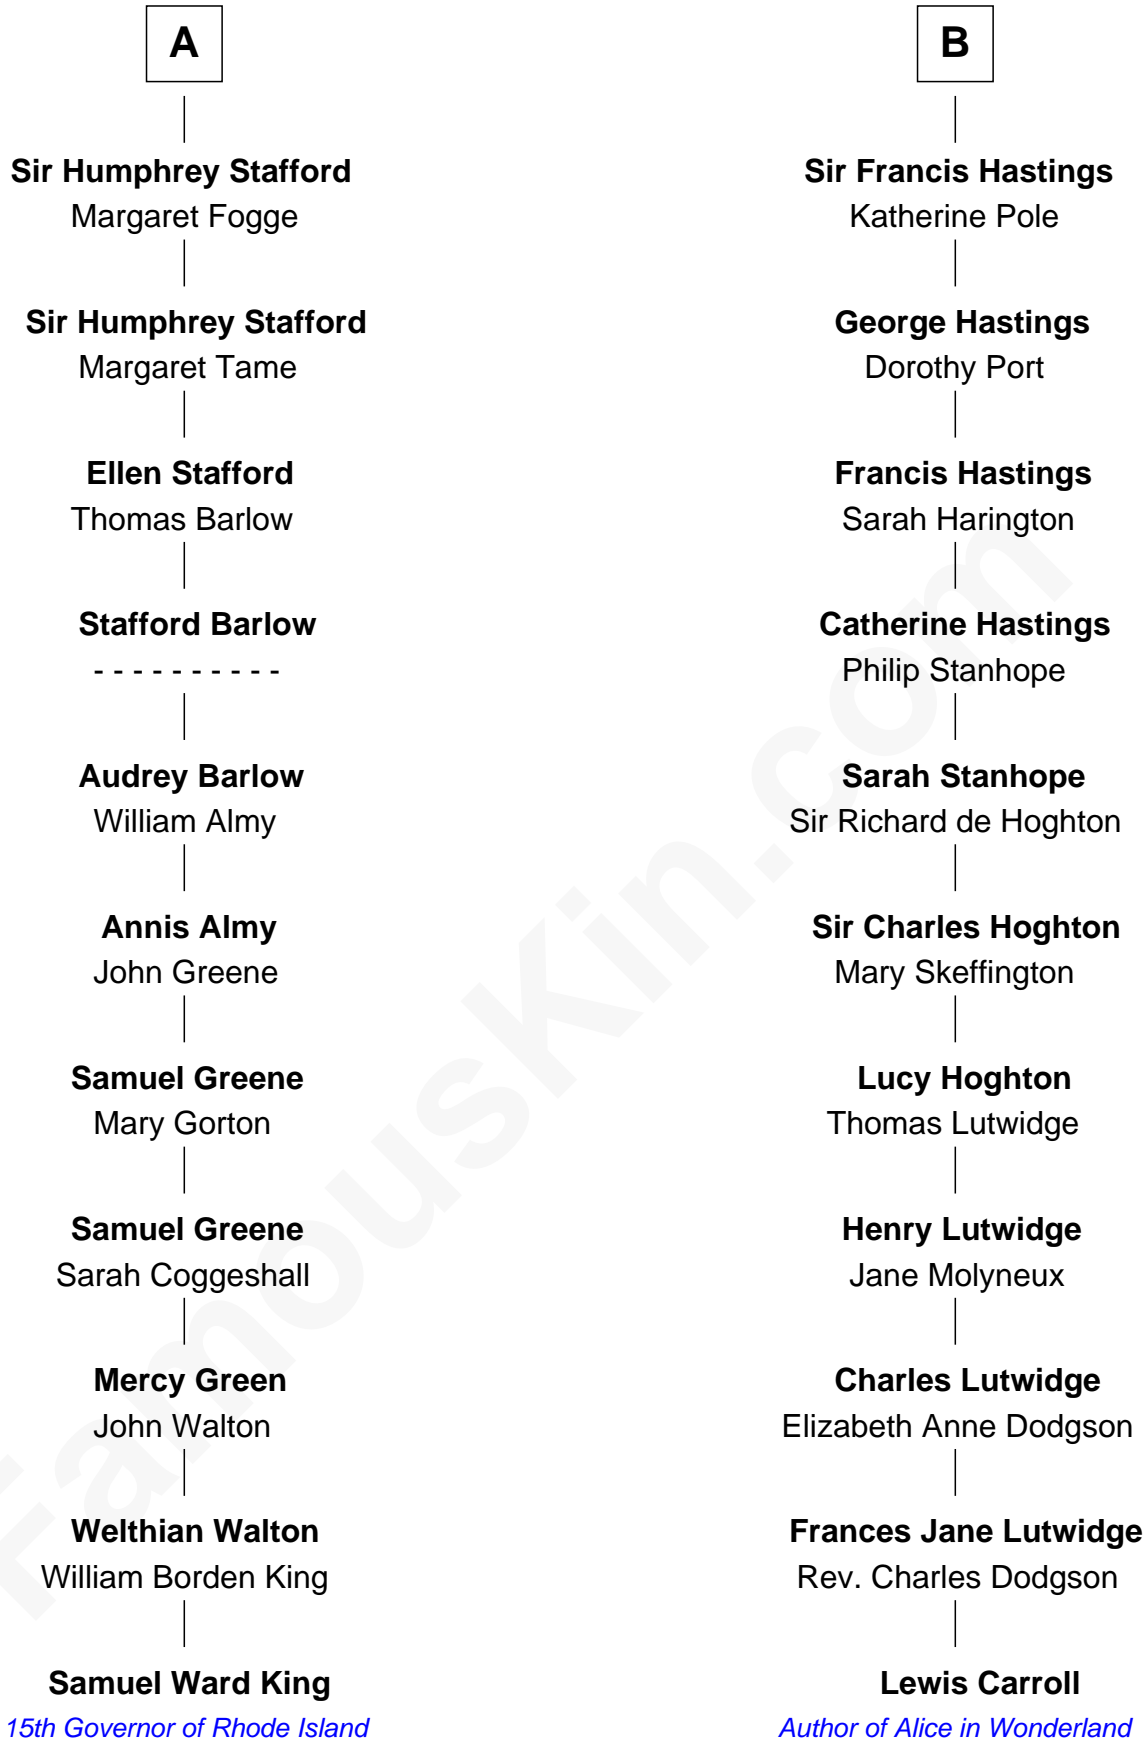 A
Sir Humphrey Stafford
Margaret Fogge
Sir Humphrey Stafford
Margaret Tame
Ellen Stafford
Thomas Barlow
Stafford Barlow
- - - - - - - - - -
Audrey Barlow
William Almy
Annis Almy
John Greene
Samuel Greene
Mary Gorton
Samuel Greene
Sarah Coggeshall
Mercy Green
John Walton
Welthian Walton
William Borden King
Samuel Ward King
15th Governor of Rhode Island
B
Sir Francis Hastings
Katherine Pole
George Hastings
Dorothy Port
Francis Hastings
Sarah Harington
Catherine Hastings
Philip Stanhope
Sarah Stanhope
Sir Richard de Hoghton
Sir Charles Hoghton
Mary Skeffington
Lucy Hoghton
Thomas Lutwidge
Henry Lutwidge
Jane Molyneux
Charles Lutwidge
Elizabeth Anne Dodgson
Frances Jane Lutwidge
Rev. Charles Dodgson
Lewis Carroll
Author of Alice in Wonderland
FamousKin.com